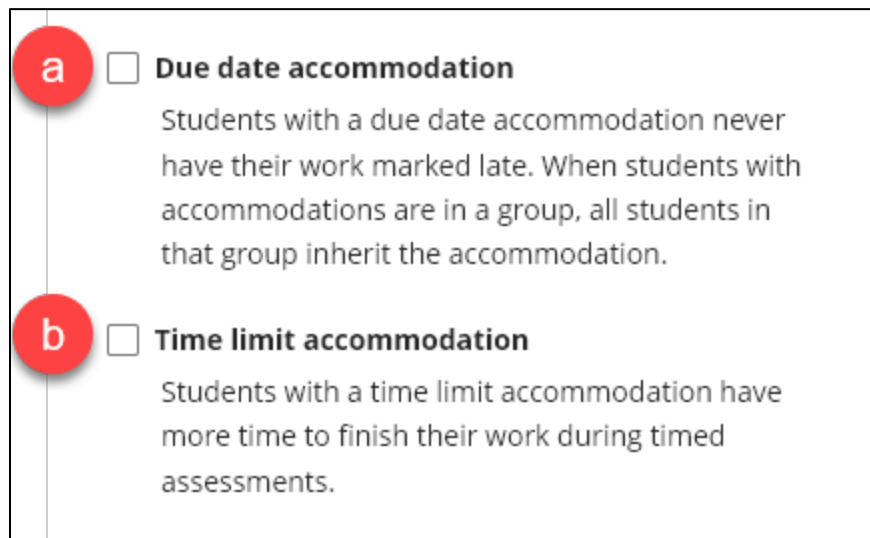 a Due date accommodation
Students with a due date accommodation never
have their work marked late. When students with
accommodations are in a group, all students in
that group inherit the accommodation.
b Time limit accommodation
Students with a time limit accommodation have
more time to finish their work during timed
assessments.